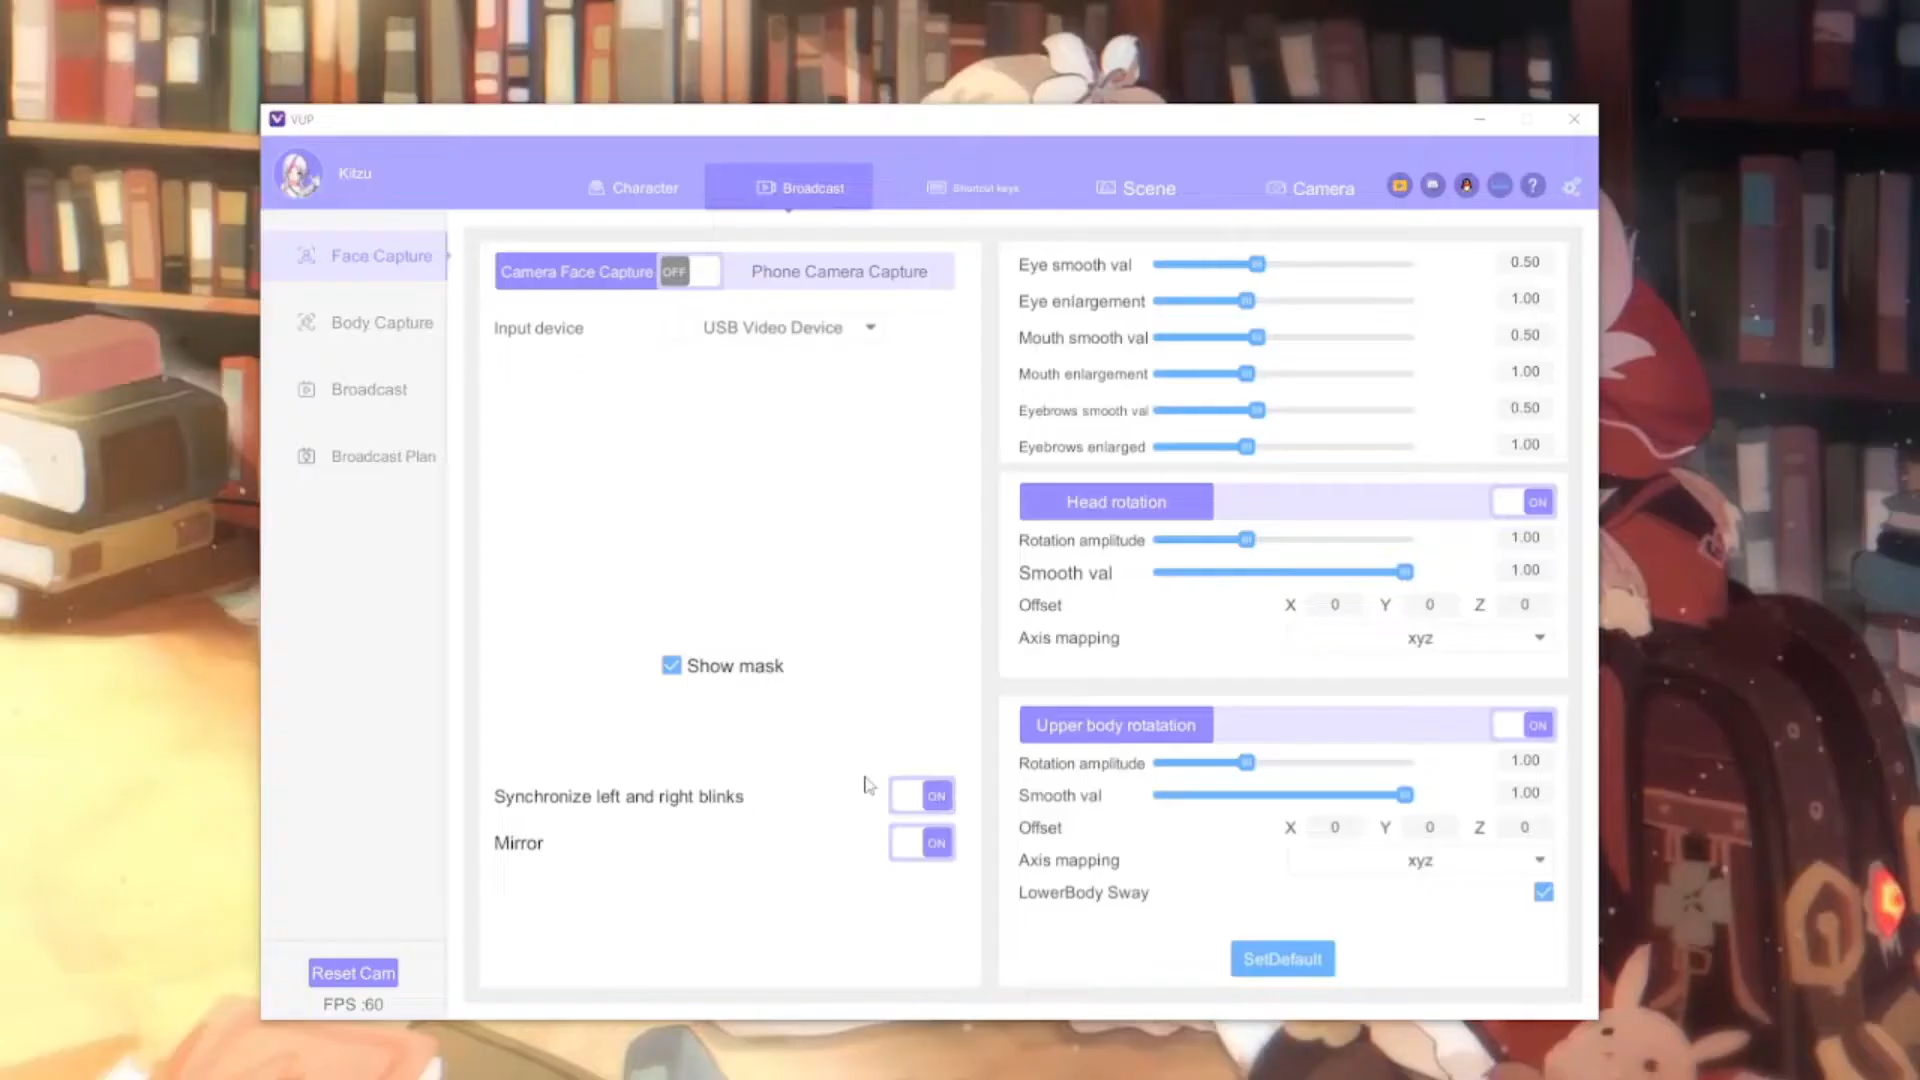 VUP
Kitzu
Character
Broadcast
Shortcut keys
Scene
Camera
?
Face Capture
Body Capture
Broadcast
Broadcast Plan
Reset Cam
FPS :60
Camera Face Capture OFF Phone Camera Capture
Input device USB Video Device
Show mask
Synchronize left and right blinks ON
Mirror ON
Eye smooth val 0.50
Eye enlargement 1.00
Mouth smooth val 0.50
Mouth enlargement 1.00
Eyebrows smooth val 0.50
Eyebrows enlarged 1.00
Head rotation ON
Rotation amplitude 1.00
Smooth val 1.00
Offset X 0 Y 0 Z 0
Axis mapping xyz
Upper body rotatation ON
Rotation amplitude 1.00
Smooth val 1.00
Offset X 0 Y 0 Z 0
Axis mapping xyz
LowerBody Sway
SetDefault